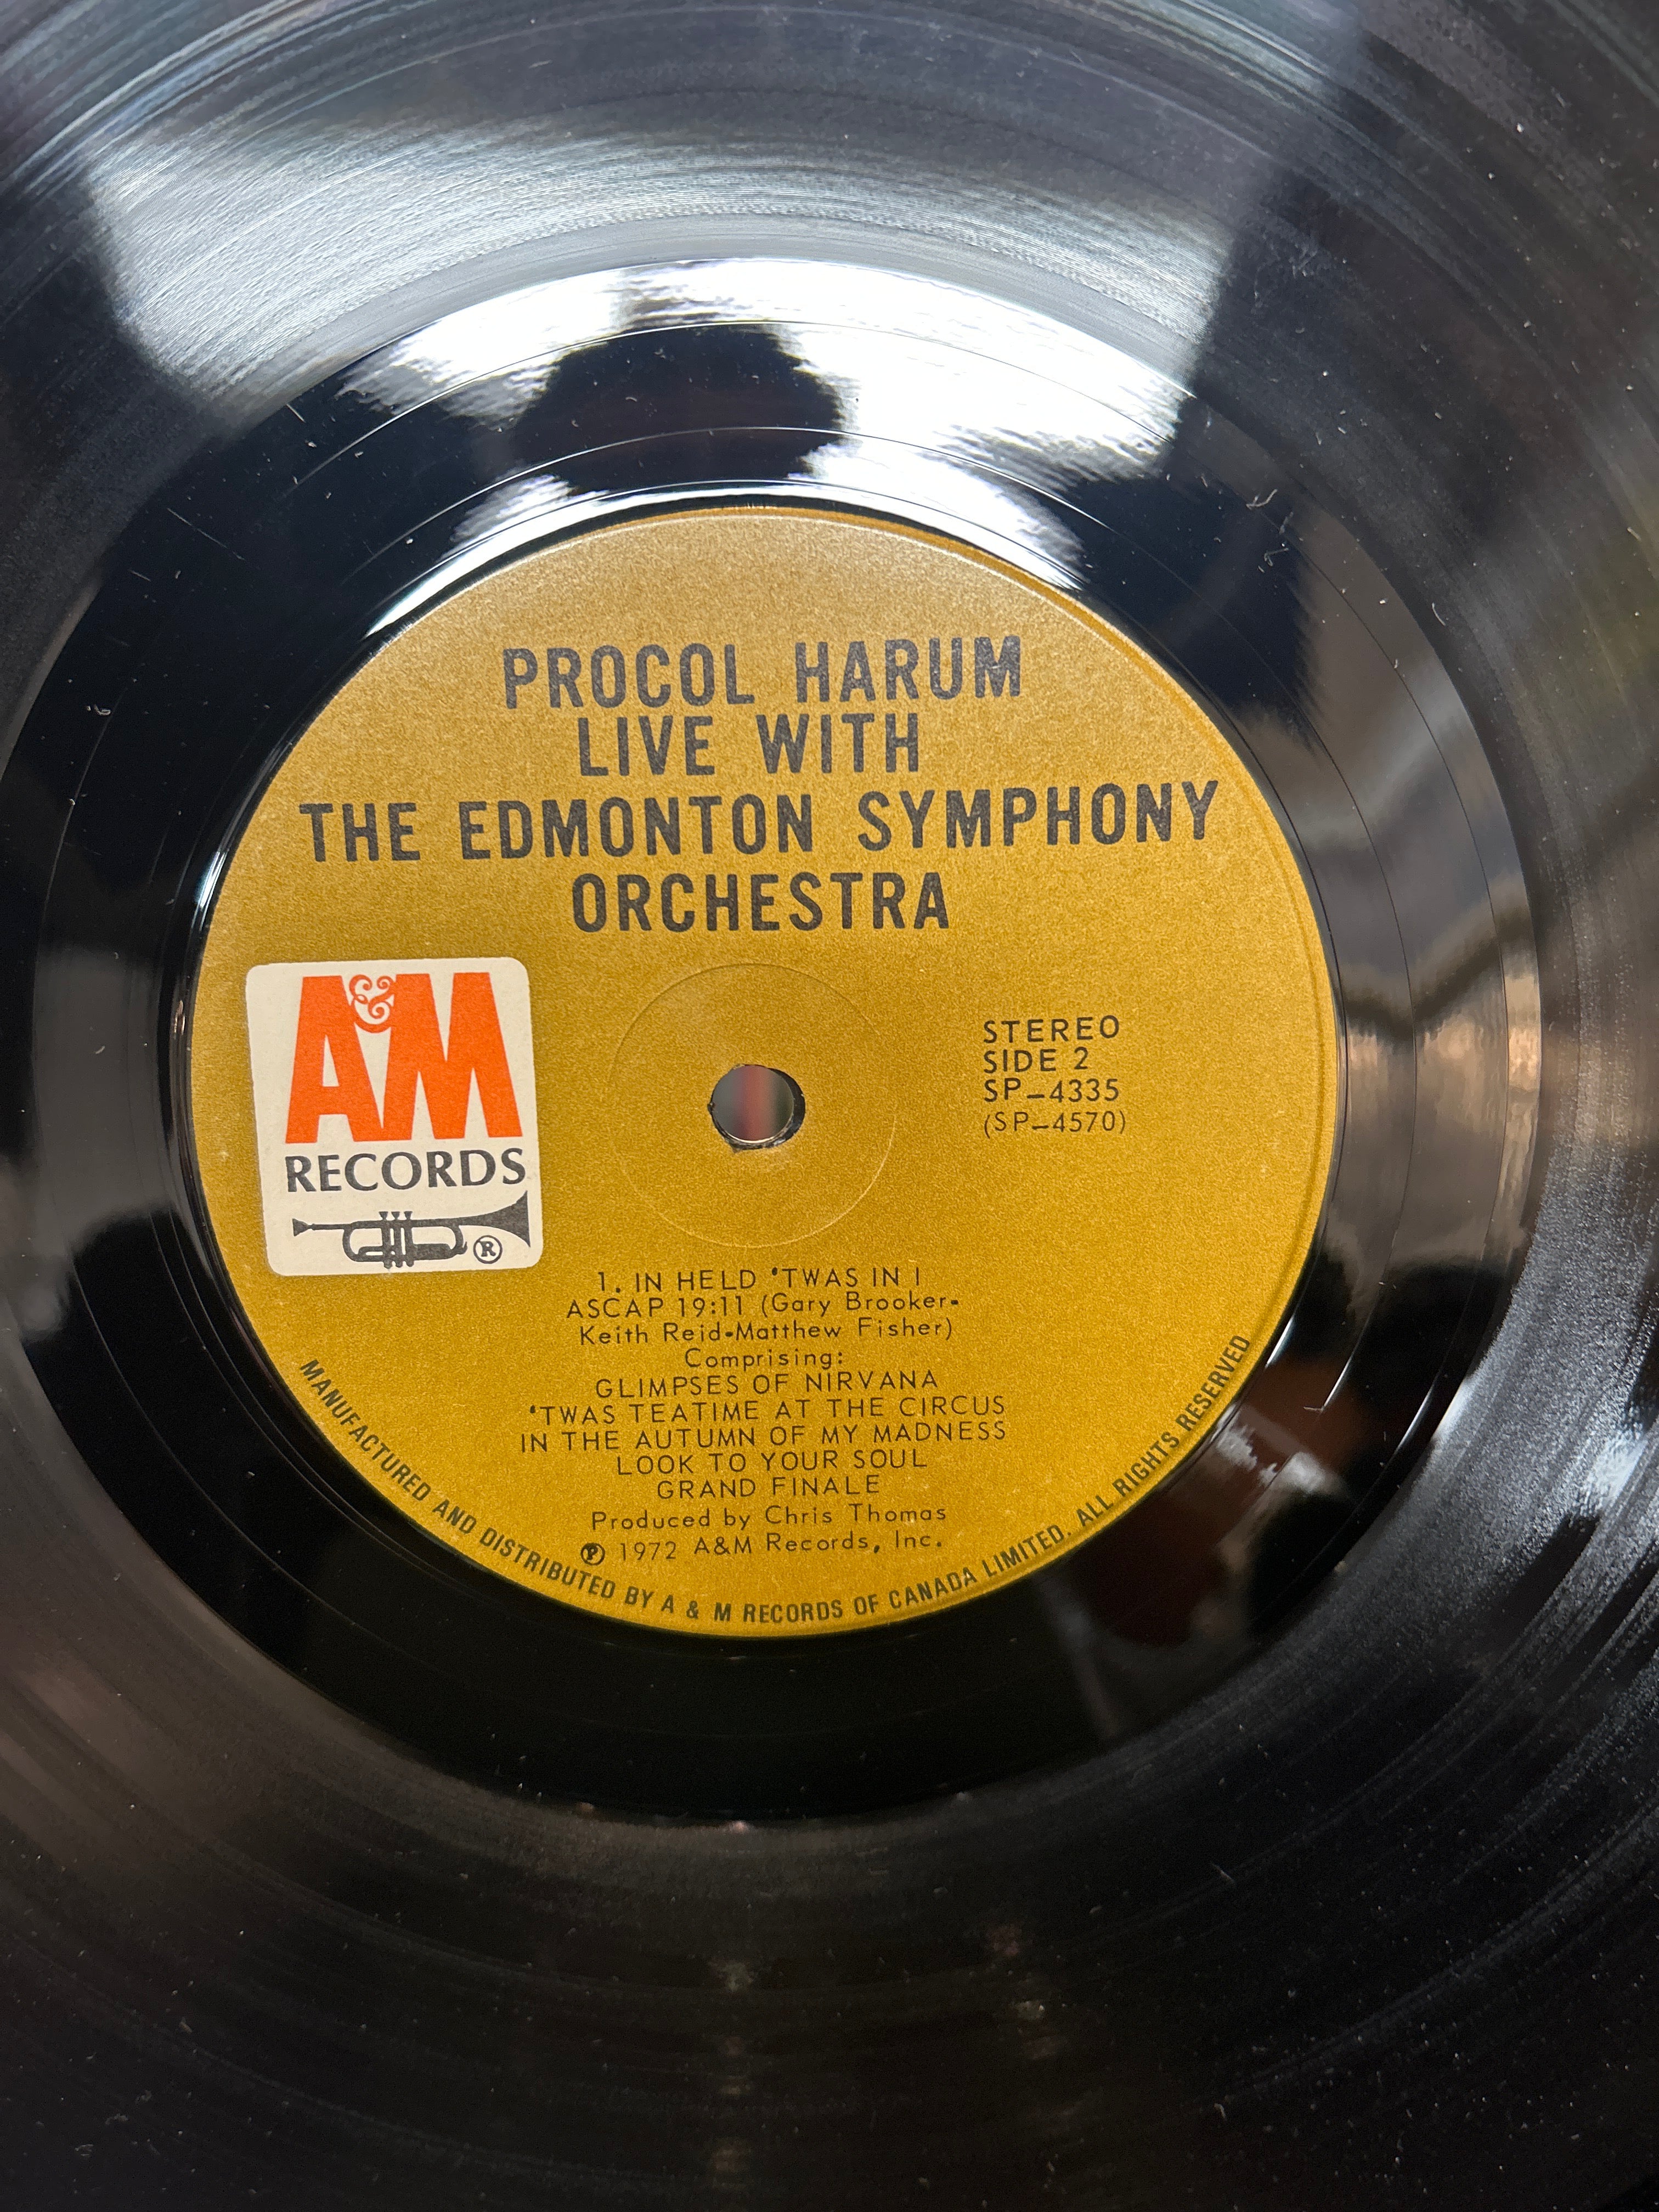 PROCOL HARUM
LIVE WITH
THE EDMONTON SYMPHONY
ORCHESTRA
A&M
RECORDS
®
STEREO
SIDE 2
SP-4335
(SP-4570)
1. IN HELD 'TWAS IN I
ASCAP 19:11 (Gary Brooker-
Keith Reid-Matthew Fisher)
Comprising:
GLIMPSES OF NIRVANA
'TWAS TEATIME AT THE CIRCUS
IN THE AUTUMN OF MY MADNESS
LOOK TO YOUR SOUL
GRAND FINALE
Produced by Chris Thomas
℗ 1972 A&M Records, Inc.
MANUFACTURED AND DISTRIBUTED BY A & M RECORDS OF CANADA LIMITED. ALL RIGHTS RESERVED